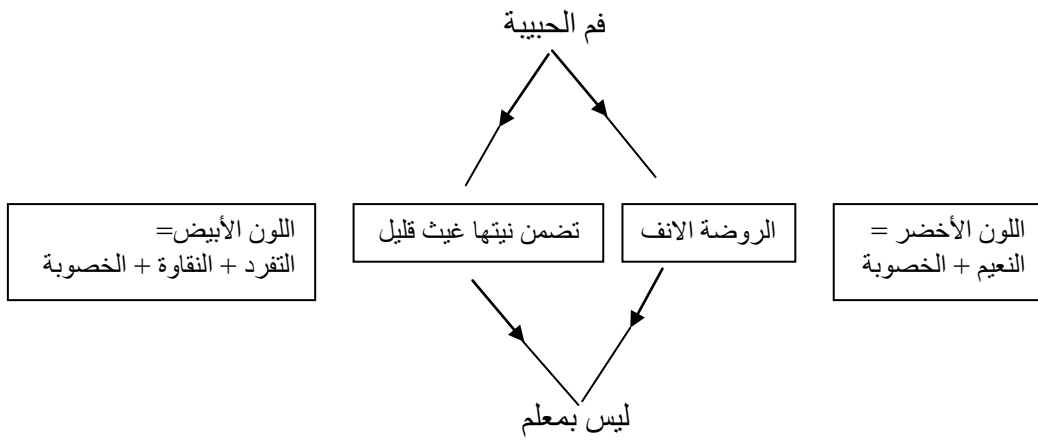 فم الحبيبة
اللون الأخضر =
النعيم + الخصوبة
الروضة الانف
تضمن نيتها غيث قليل
اللون الأبيض=
التفرد + النقاوة + الخصوبة
ليس بمعلم